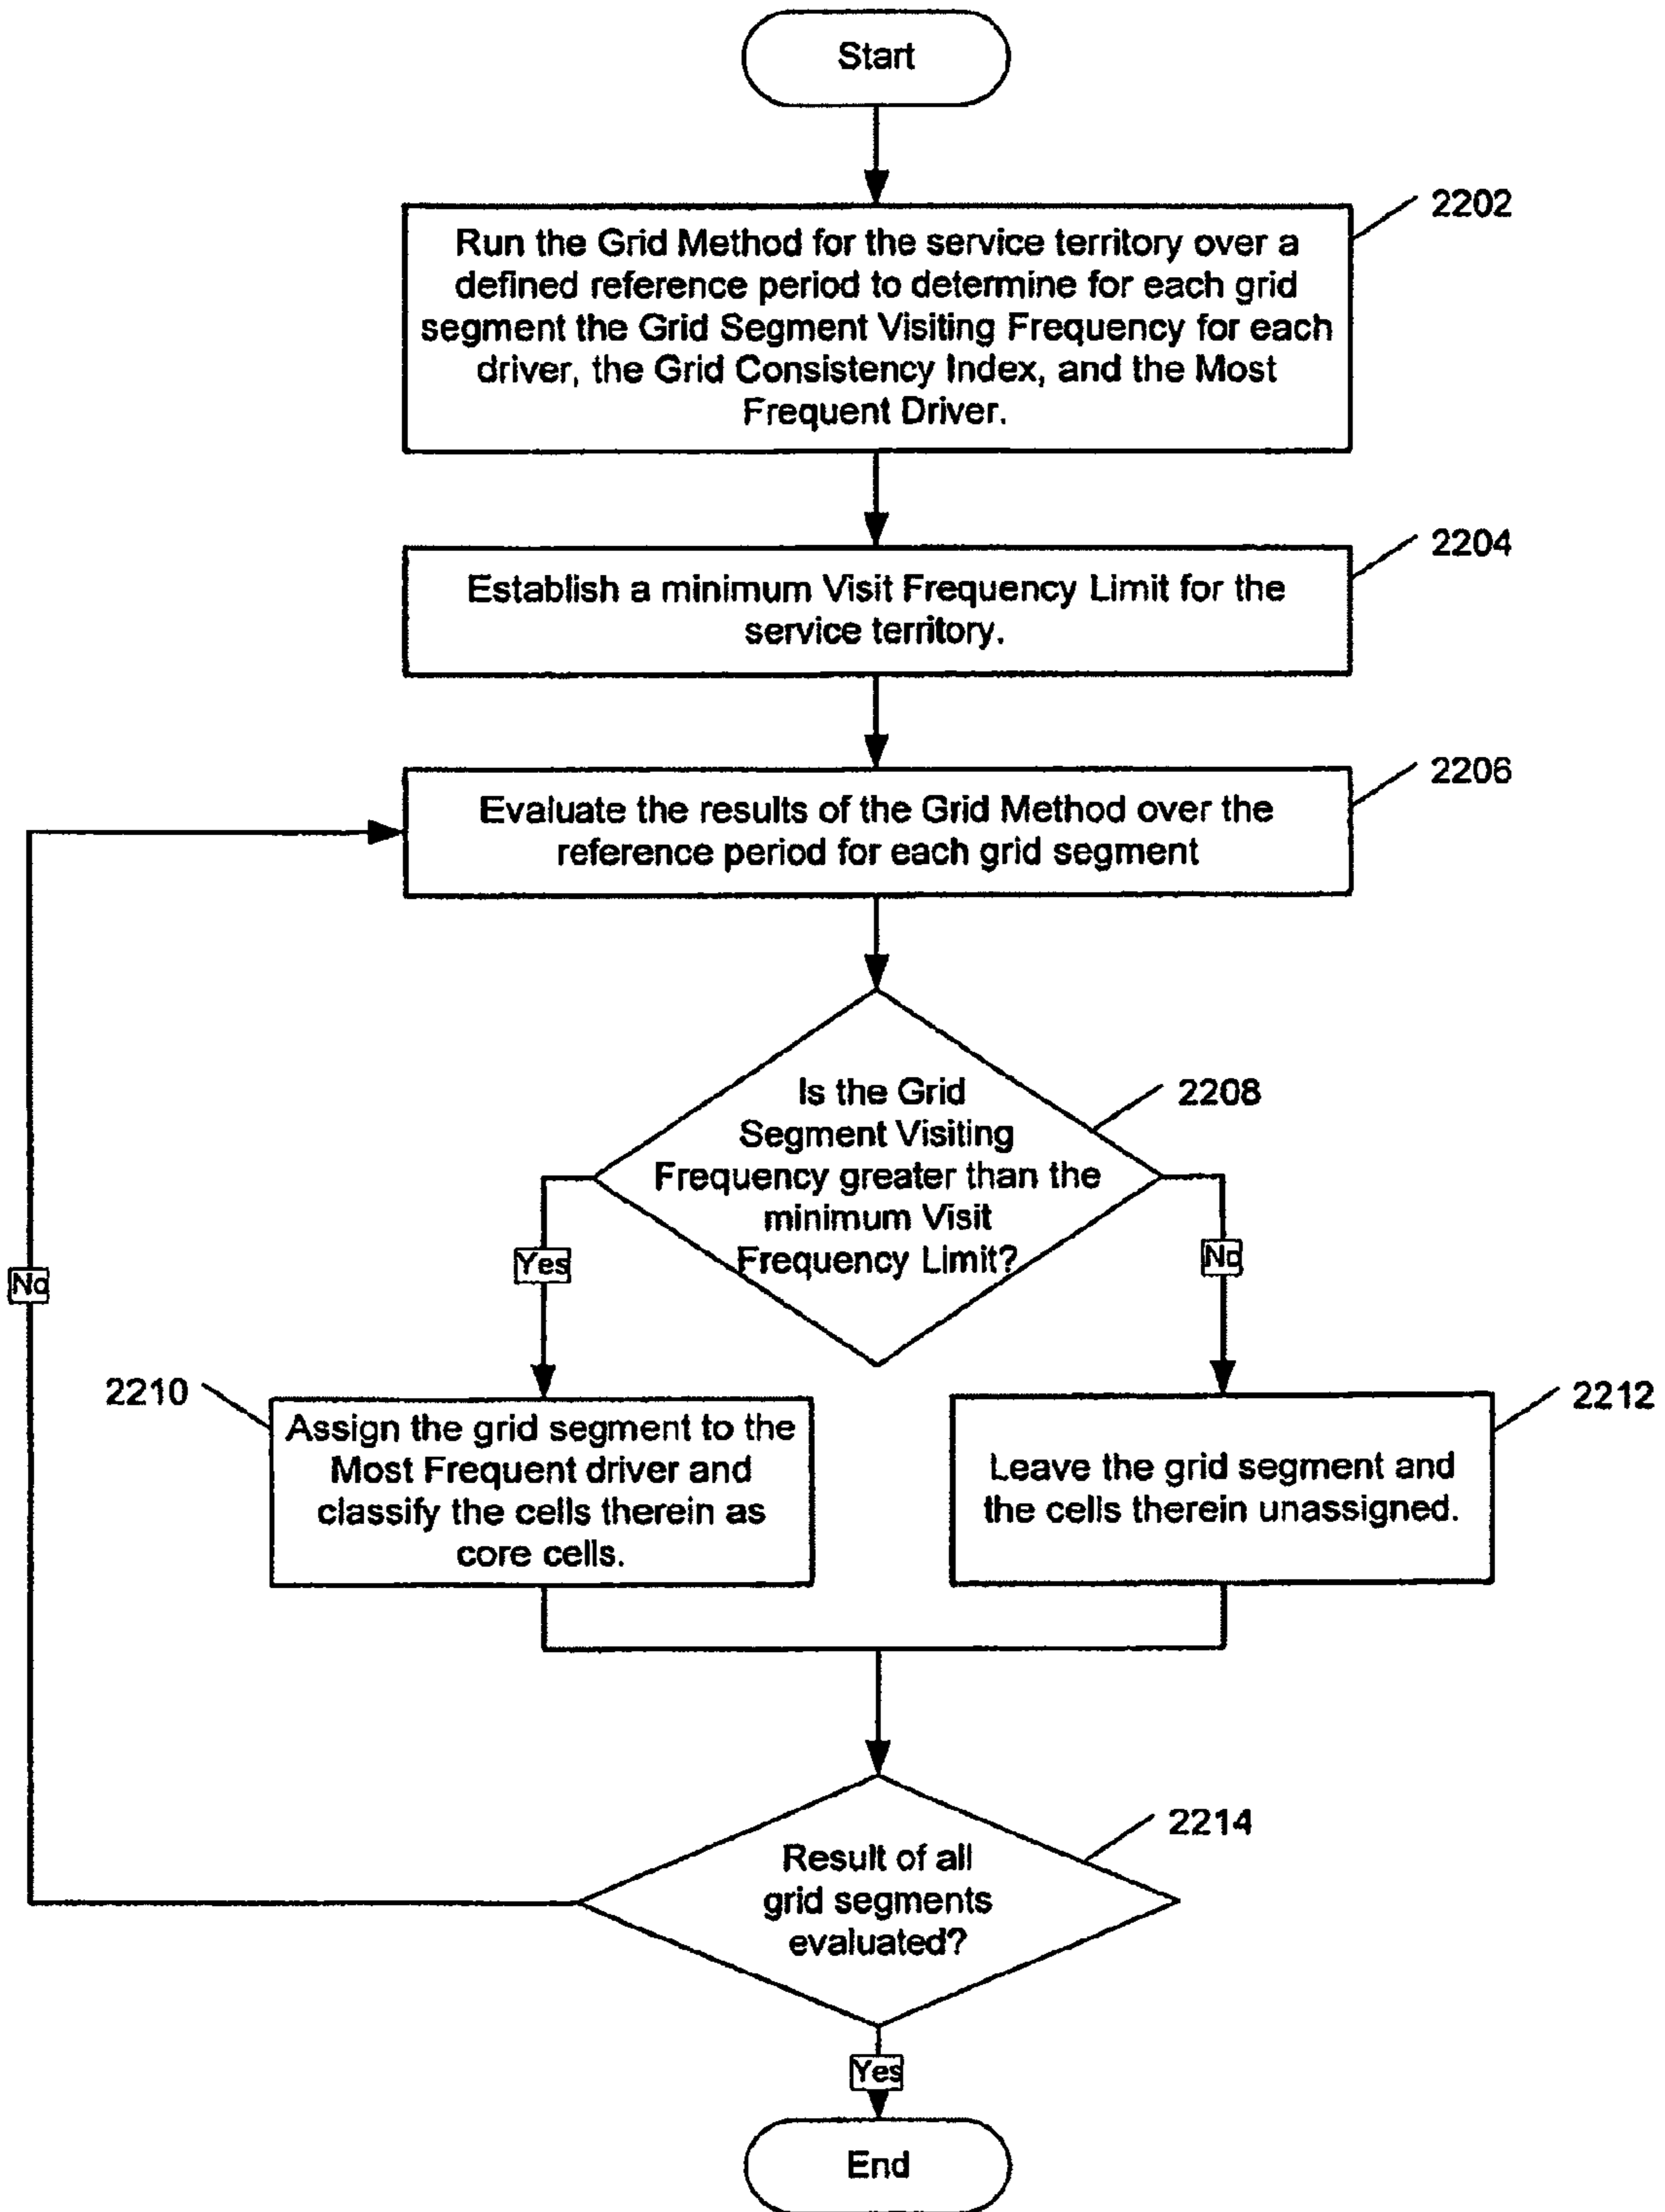 Start
2202
Run the Grid Method for the service territory over a
defined reference period to determine for each grid
segment the Grid Segment Visiting Frequency for each
driver, the Grid Consistency Index, and the Most
Frequent Driver.
2204
Establish a minimum Visit Frequency Limit for the
service territory.
2206
Evaluate the results of the Grid Method over the
reference period for each grid segment
2208
Is the Grid
Segment Visiting
Frequency greater than the
minimum Visit
Frequency Limit?
Yes
No
No
2210
Assign the grid segment to the
Most Frequent driver and
classify the cells therein as
core cells.
2212
Leave the grid segment and
the cells therein unassigned.
2214
Result of all
grid segments
evaluated?
Yes
End